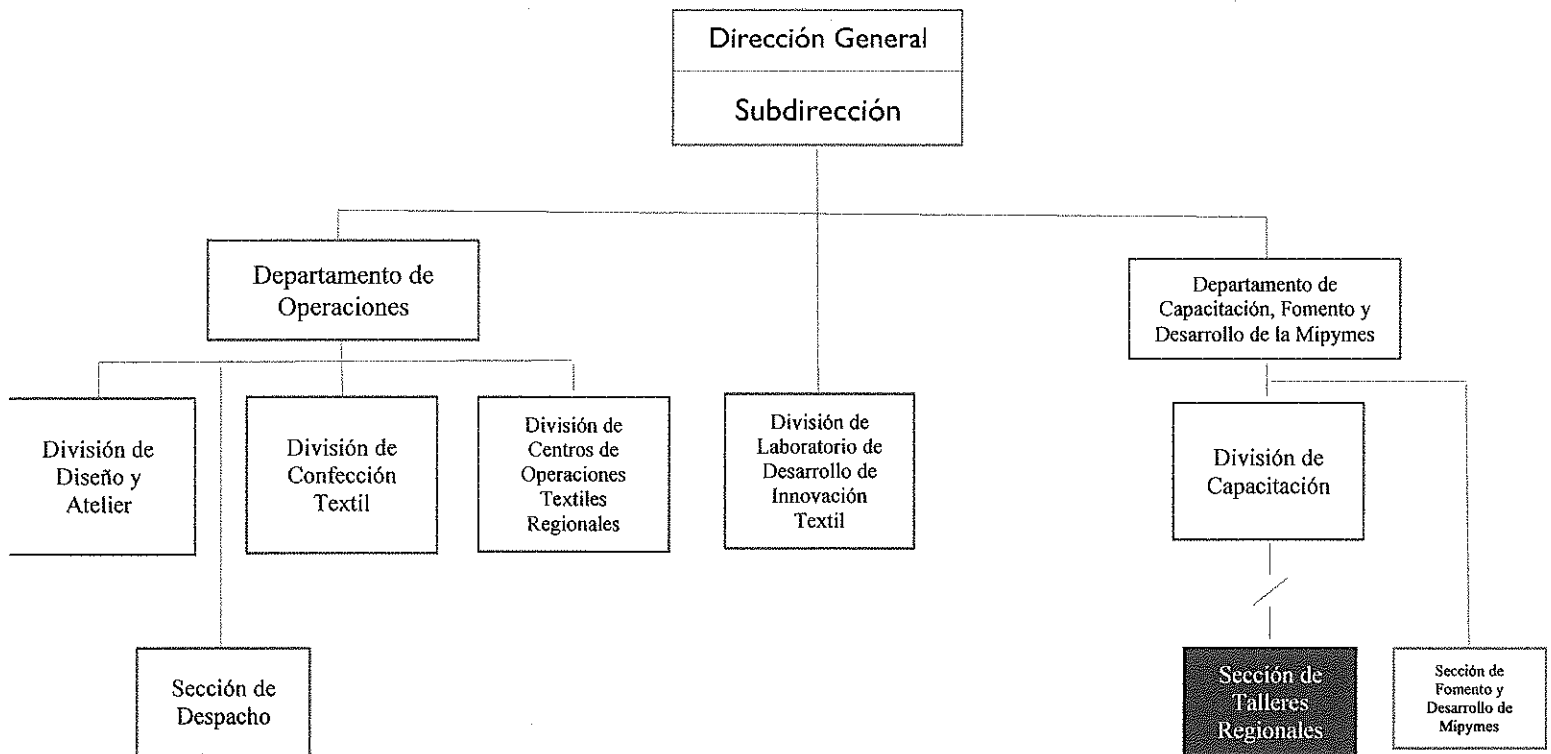 Dirección General
Subdirección
Departamento de
Operaciones
Departamento de
Capacitación, Fomento y
Desarrollo de la Mipymes
División de
Diseño y
Atelier
División de
Confección
Textil
División de
Centros de
Operaciones
Textiles
Regionales
División de
Laboratorio de
Desarrollo de
Innovación
Textil
División de
Capacitación
Sección de
Despacho
Sección de
Talleres
Regionales
Sección de
Fomento y
Desarrollo de
Mipymes